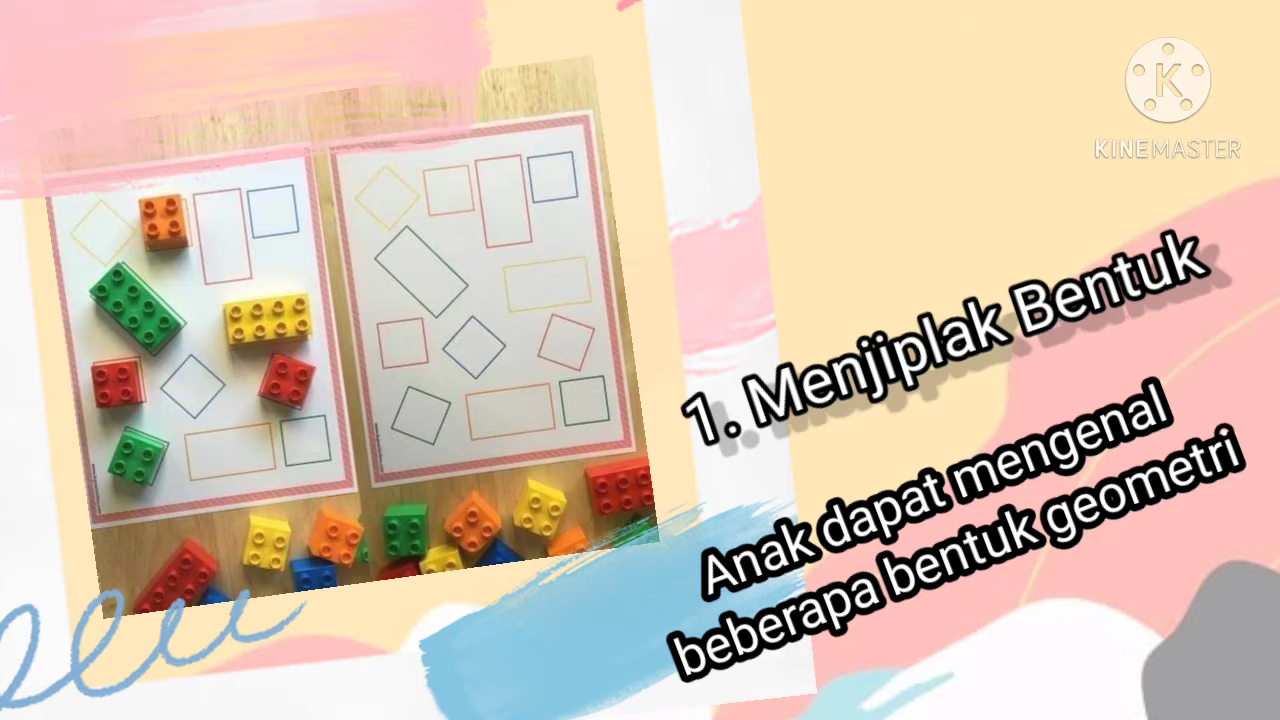 KINEMASTER
1. Menjiplak Bentuk
Anak dapat mengenal
beberapa bentuk geometri